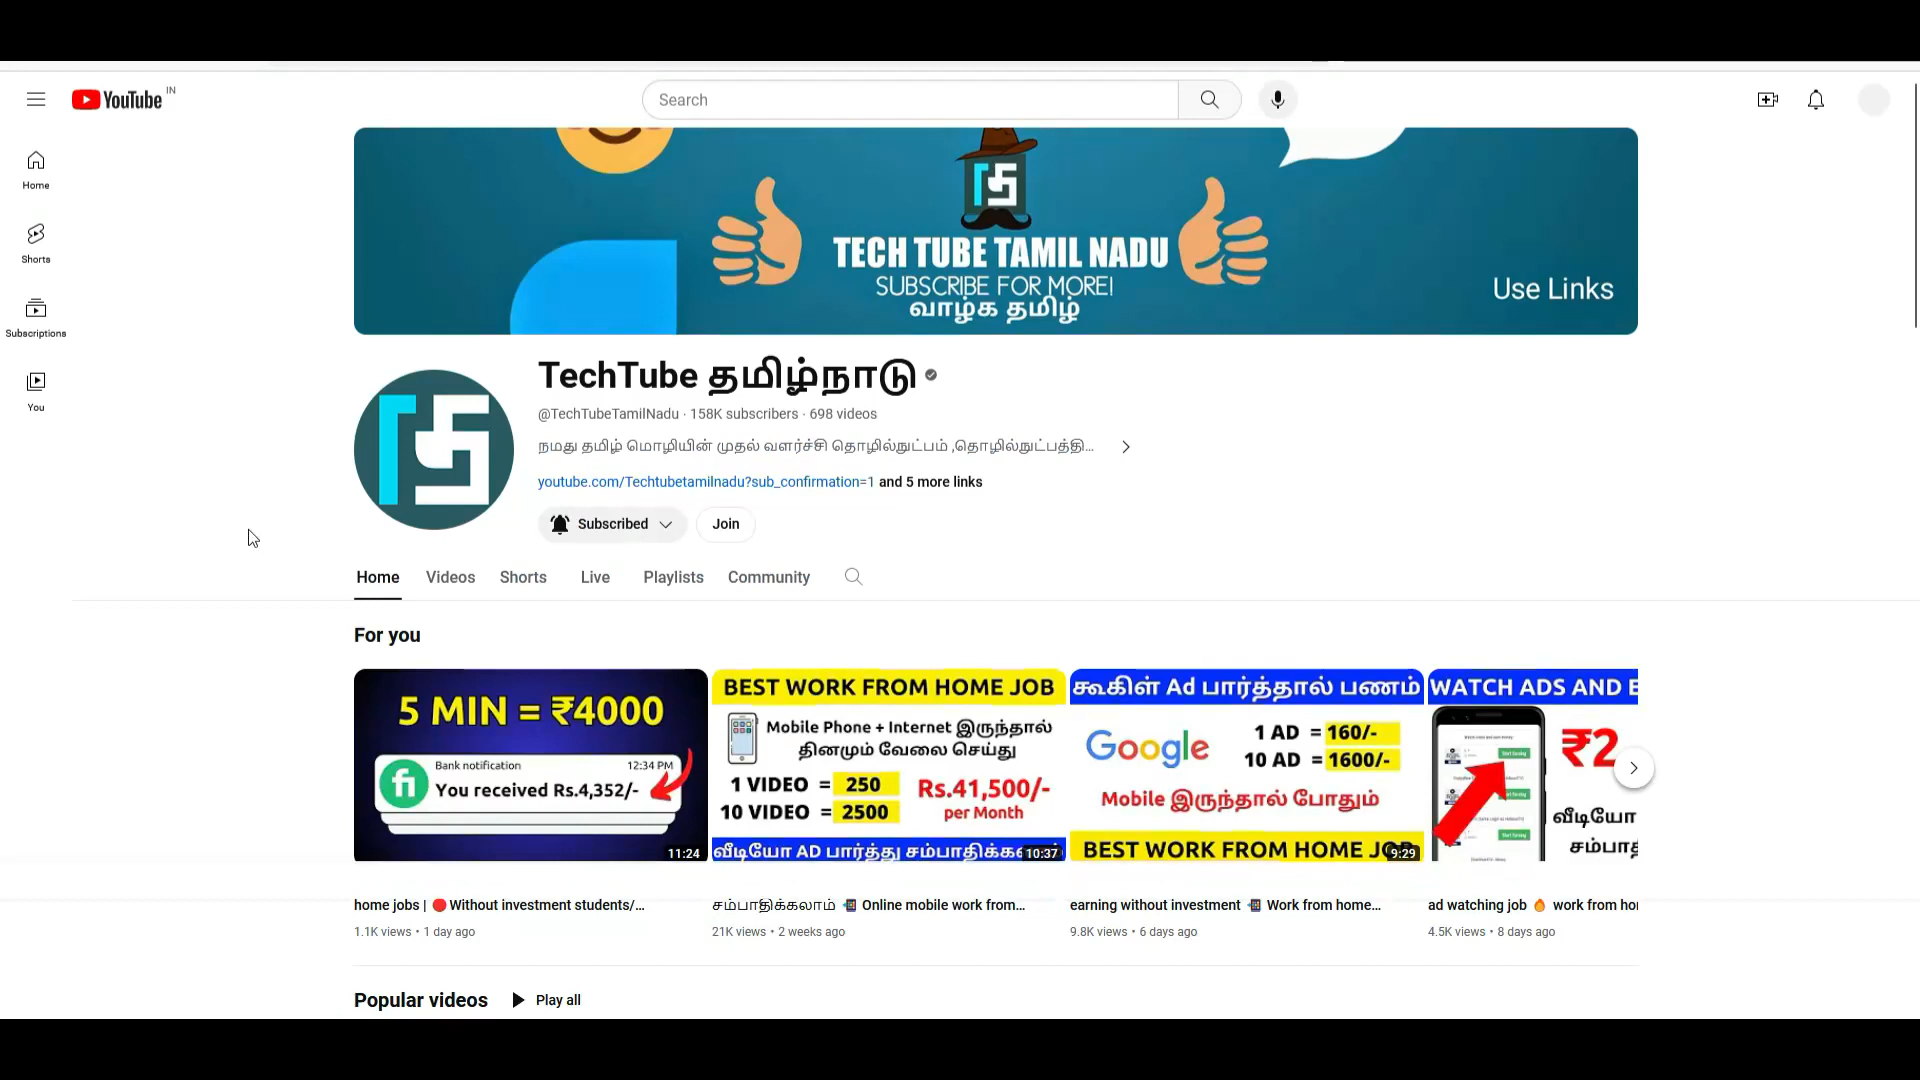 YouTube IN
Search
Home
Shorts
Subscriptions
You
TECH TUBE TAMIL NADU
SUBSCRIBE FOR MORE!
வாழ்க தமிழ்
Use Links
TechTube தமிழ்நாடு
@TechTubeTamilNadu · 158K subscribers · 698 videos
நமது தமிழ் மொழியின் முதல் வளர்ச்சி தொழில்நுட்பம் ,தொழில்நுட்பத்தி...
youtube.com/Techtubetamilnadu?sub_confirmation=1 and 5 more links
Subscribed
Join
Home Videos Shorts Live Playlists Community
For you
5 MIN = ₹4000
Bank notification 12:34 PM
You received Rs.4,352/-
11:24
home jobs | 🔴Without investment students/...
1.1K views • 1 day ago
BEST WORK FROM HOME JOB
Mobile Phone + Internet இருந்தால்
தினமும் வேலை செய்து
1 VIDEO = 250
10 VIDEO = 2500
Rs.41,500/-
per Month
வீடியோ AD பார்த்து
10:37
சம்பாதிக்கலாம் 📲 Online mobile work from...
21K views • 2 weeks ago
கூகிள் Ad பார்த்தால் பணம்
Google
1 AD = 160/-
10 AD = 1600/-
Mobile இருந்தால் போதும்
BEST WORK FROM HOME JOB
9:29
earning without investment 📲 Work from home...
9.8K views • 6 days ago
WATCH ADS AND E
₹2
வீடியோ
சம்பா
ad watching job 🔥 work from ho
4.5K views • 8 days ago
Popular videos
Play all